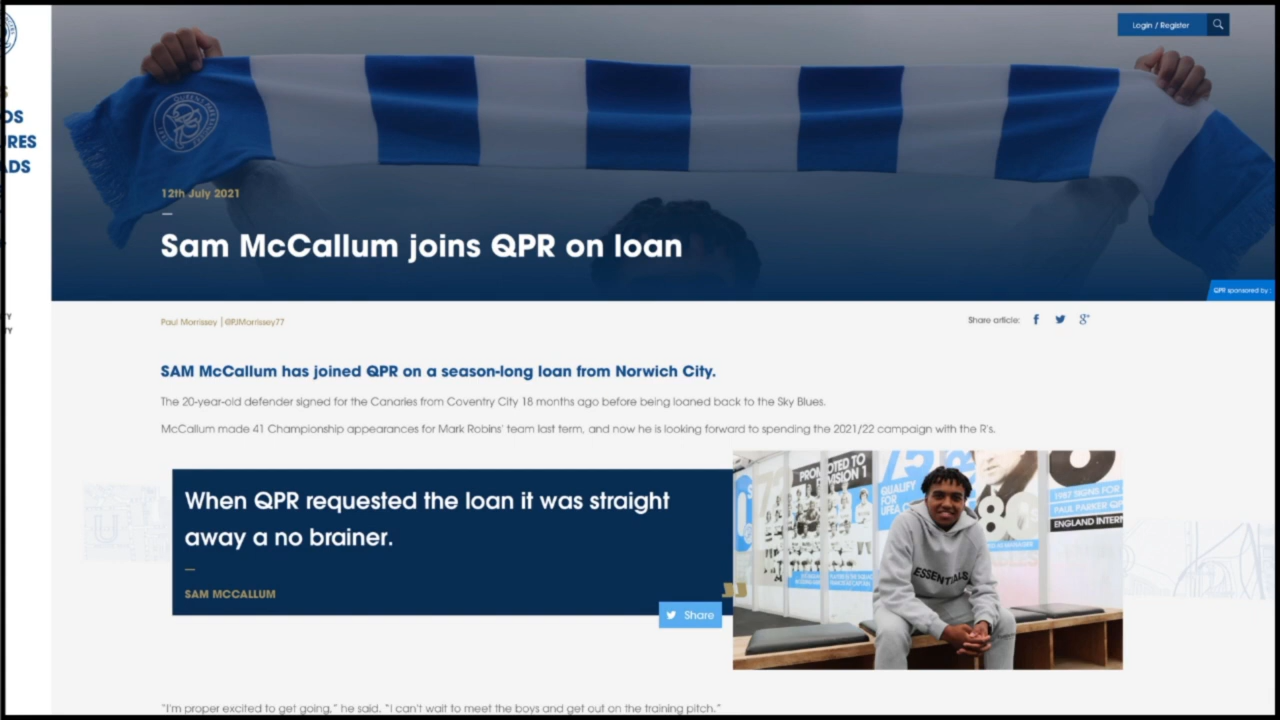 Login / Register
OS
RES
ADS
12th July 2021
Sam McCallum joins QPR on loan
QPR sponsored by :
Paul Morrissey | @PJMorrissey77
Share article:
SAM McCallum has joined QPR on a season-long loan from Norwich City.
The 20-year-old defender signed for the Canaries from Coventry City 18 months ago before being loaned back to the Sky Blues.
McCallum made 41 Championship appearances for Mark Robins' team last term, and now he is looking forward to spending the 2021/22 campaign with the R's.
When QPR requested the loan it was straight
away a no brainer.
SAM MCCALLUM
Share
PROMOTED TO
DIVISION 1
QUALIFY
FOR
UEFA
1987 SIGNS FOR
PAUL PARKER
ENGLAND INTER
ESSENTIALS
"I'm proper excited to get going," he said. "I can't wait to meet the boys and get out on the training pitch."